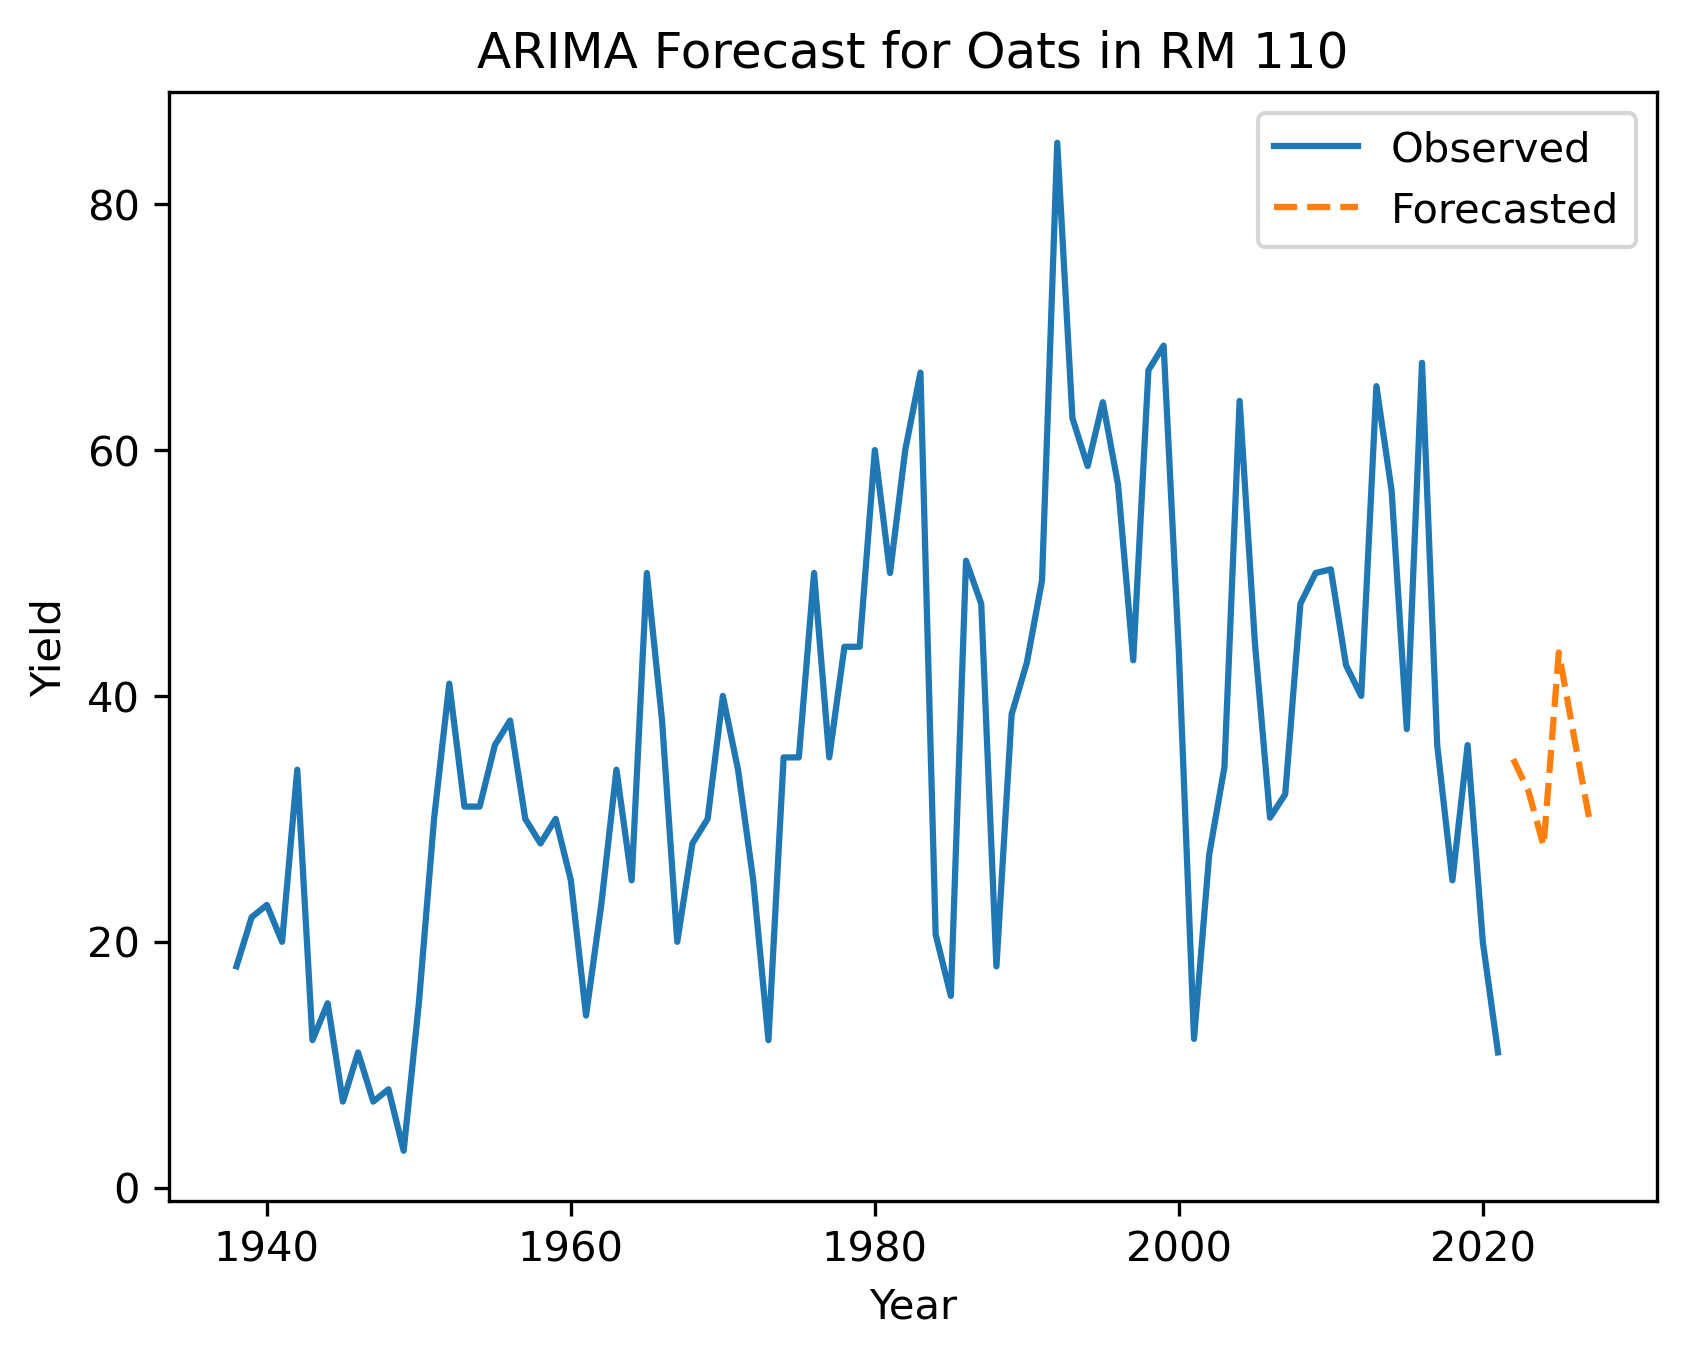 ARIMA Forecast for Oats in RM 110
Observed
Forecasted
80
60
40
20
0
Yield
1940 1960 1980 2000 2020
Year